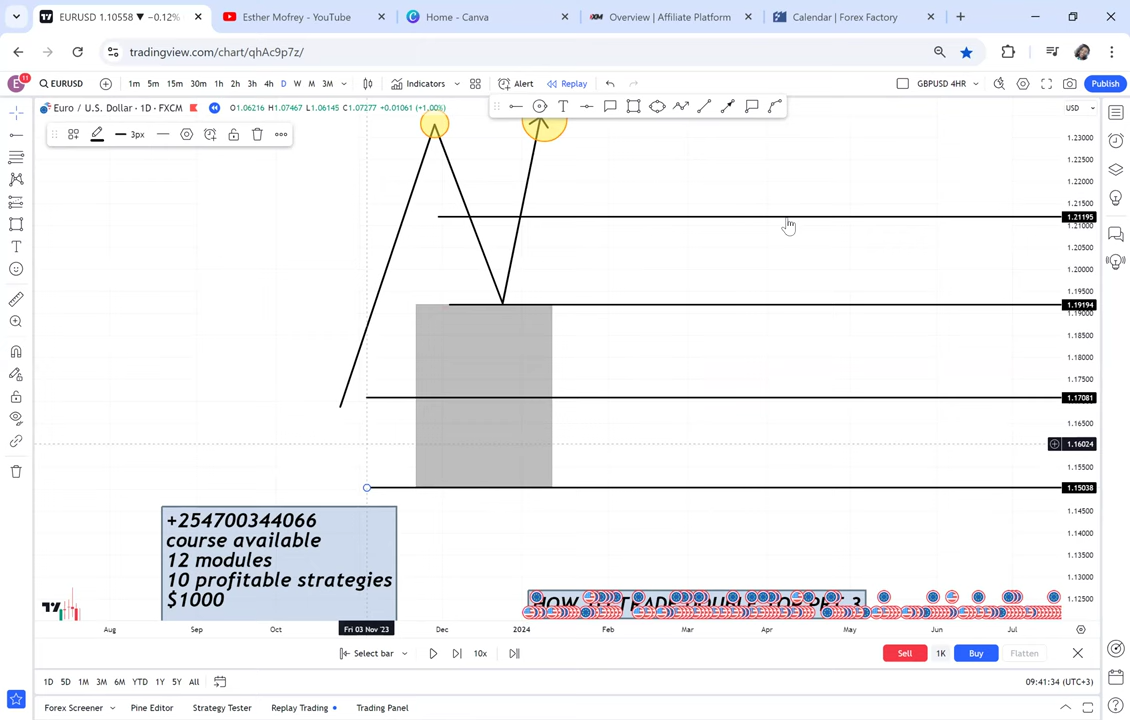 EURUSD 1.10558 ▼ −0.12%
Esther Mofrey - YouTube
Home - Canva
Overview | Affiliate Platform
Calendar | Forex Factory
tradingview.com/chart/qhAc9p7z/
E
11
EURUSD
1m 5m 15m 30m 1h 2h 3h 4h D W M 3M
Indicators
Alert
Replay
GBPUSD 4HR
Publish
Euro / U.S. Dollar · 1D · FXCM
O1.06216 H1.07467 L1.06145 C1.07277 +0.01061 (+1.00%)
USD
3px
1.23000
1.22500
1.22000
1.21500
1.21195
1.21000
1.20500
1.20000
1.19500
1.19194
1.19000
1.18500
1.18000
1.17500
1.17081
1.16500
1.16024
1.15500
1.15038
1.14500
1.14000
1.13500
1.13000
1.12500
+254700344066
course available
12 modules
10 profitable strategies
$1000
Aug Sep Oct Fri 03 Nov '23 Dec 2024 Feb Mar Apr May Jun Jul
Select bar
10x
Sell 1K Buy Flatten
1D 5D 1M 3M 6M YTD 1Y 5Y All
09:41:34 (UTC+3)
Forex Screener Pine Editor Strategy Tester Replay Trading Trading Panel